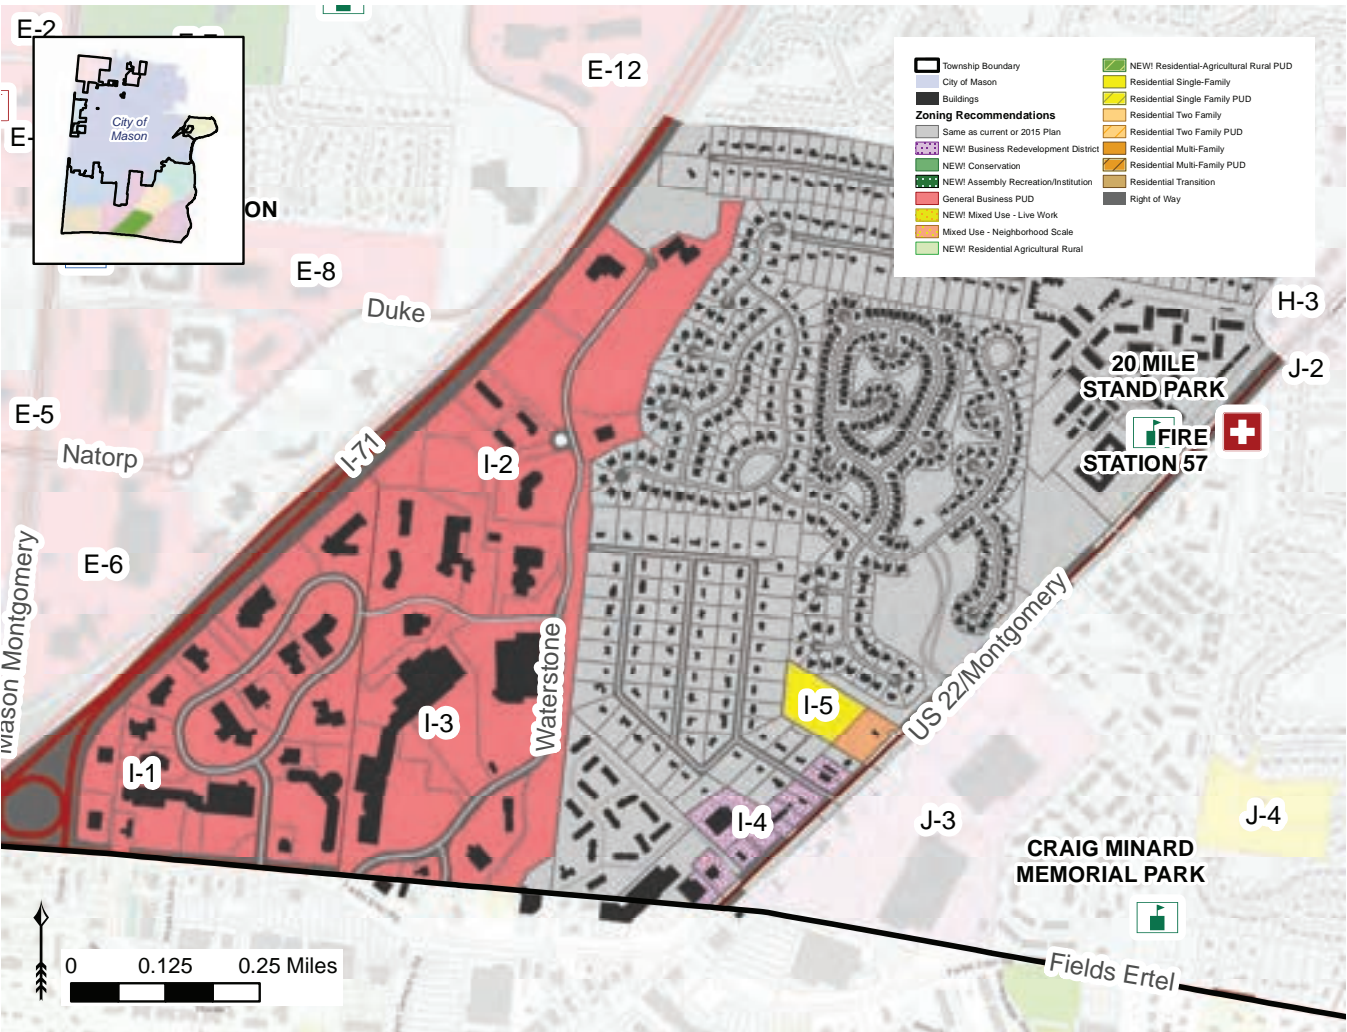 E-2
E-12
City of
Mason
ON
E-8
Duke
E-5
Natorp
I-71
I-2
E-6
Mason Montgomery
Waterstone
I-3
I-1
I-5
I-4
US 22/Montgomery
J-3
J-4
H-3
J-2
20 MILE
STAND PARK
FIRE
STATION 57
CRAIG MINARD
MEMORIAL PARK
Fields Ertel
0 0.125 0.25 Miles
Township Boundary
City of Mason
Buildings
Zoning Recommendations
Same as current or 2015 Plan
NEW! Business Redevelopment District
NEW! Conservation
NEW! Assembly Recreation/Institution
General Business PUD
NEW! Mixed Use - Live Work
Mixed Use - Neighborhood Scale
NEW! Residential Agricultural Rural
NEW! Residential-Agricultural Rural PUD
Residential Single-Family
Residential Single Family PUD
Residential Two Family
Residential Two Family PUD
Residential Multi-Family
Residential Multi-Family PUD
Residential Transition
Right of Way